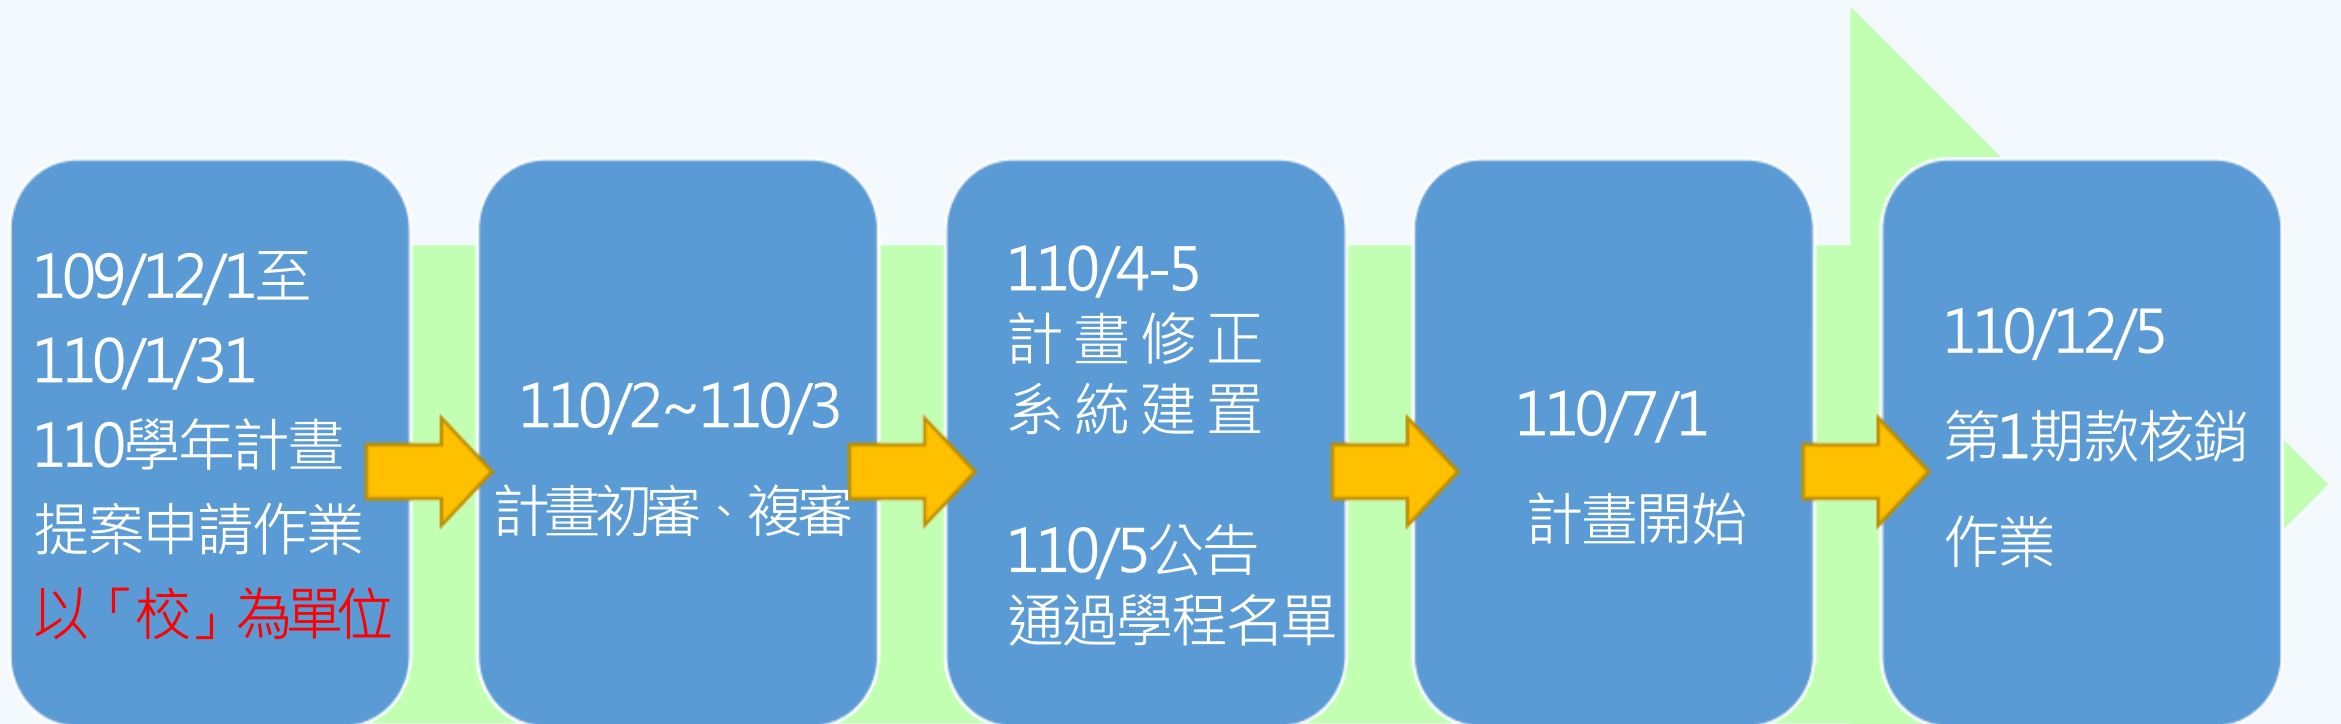 109/12/1至
110/1/31
110學年計畫
提案申請作業
以「校」為單位
110/2~110/3
計畫初審、複審
110/4-5
計畫修正
系統建置
110/5公告
通過學程名單
110/7/1
計畫開始
110/12/5
第1期款核銷
作業